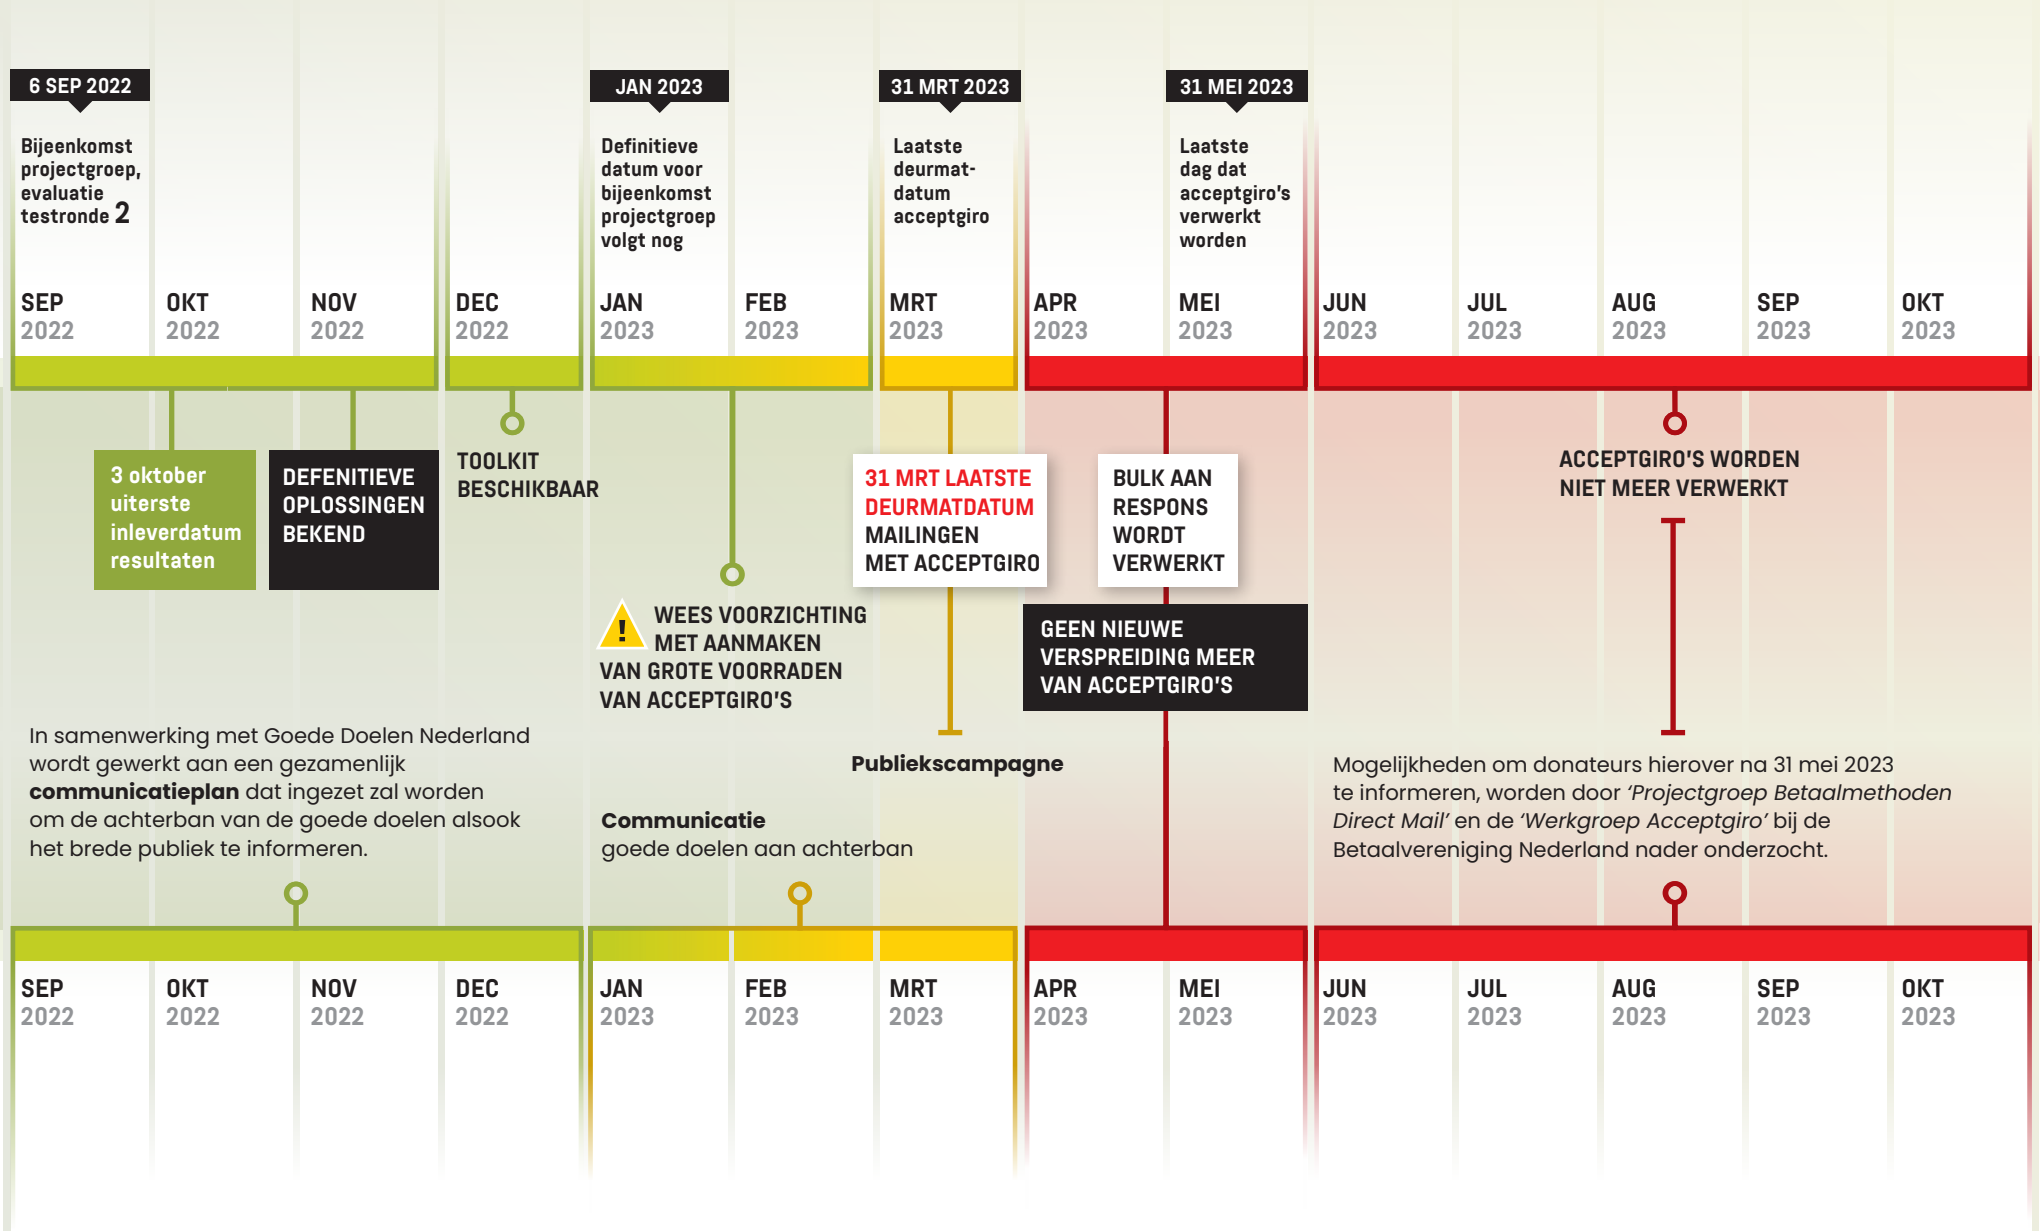 6 SEP 2022
Bijeenkomst
projectgroep,
evaluatie
testronde 2
JAN 2023
Definitieve
datum voor
bijeenkomst
projectgroep
volgt nog
31 MRT 2023
Laatste
deurmat-
datum
acceptgiro
31 MEI 2023
Laatste
dag dat
acceptgiro's
verwerkt
worden
SEP
2022
OKT
2022
NOV
2022
DEC
2022
JAN
2023
FEB
2023
MRT
2023
APR
2023
MEI
2023
JUN
2023
JUL
2023
AUG
2023
SEP
2023
OKT
2023
3 oktober
uiterste
inleverdatum
resultaten
DEFENITIEVE
OPLOSSINGEN
BEKEND
TOOLKIT
BESCHIKBAAR
!
WEES VOORZICHTING
MET AANMAKEN
VAN GROTE VOORRADEN
VAN ACCEPTGIRO'S
31 MRT LAATSTE
DEURMATDATUM
MAILINGEN
MET ACCEPTGIRO
BULK AAN
RESPONS
WORDT
VERWERKT
GEEN NIEUWE
VERSPREIDING MEER
VAN ACCEPTGIRO'S
ACCEPTGIRO'S WORDEN
NIET MEER VERWERKT
In samenwerking met Goede Doelen Nederland
wordt gewerkt aan een gezamenlijk
communicatieplan dat ingezet zal worden
om de achterban van de goede doelen alsook
het brede publiek te informeren.
Communicatie
goede doelen aan achterban
Publiekscampagne
Mogelijkheden om donateurs hierover na 31 mei 2023
te informeren, worden door ‘Projectgroep Betaalmethoden
Direct Mail’ en de ‘Werkgroep Acceptgiro’ bij de
Betaalvereniging Nederland nader onderzocht.
SEP
2022
OKT
2022
NOV
2022
DEC
2022
JAN
2023
FEB
2023
MRT
2023
APR
2023
MEI
2023
JUN
2023
JUL
2023
AUG
2023
SEP
2023
OKT
2023